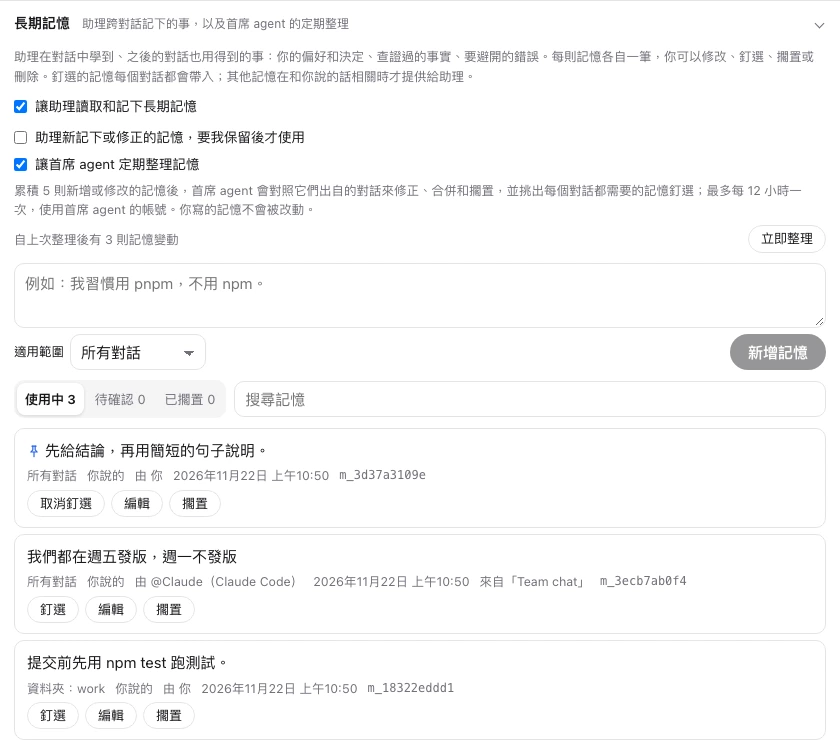 長期記憶 助理跨對話記下的事，以及首席 agent 的定期整理
助理在對話中學到、之後的對話也用得到的事：你的偏好和決定、查證過的事實、要避開的錯誤。每則記憶各自一筆，你可以修改、釘選、擱置或
刪除。釘選的記憶每個對話都會帶入；其他記憶在和你說的話相關時才提供給助理。
讓助理讀取和記下長期記憶
助理新記下或修正的記憶，要我保留後才使用
讓首席 agent 定期整理記憶
累積 5 則新增或修改的記憶後，首席 agent 會對照它們出自的對話來修正、合併和擱置，並挑出每個對話都需要的記憶釘選；最多每 12 小時一
次，使用首席 agent 的帳號。你寫的記憶不會被改動。
自上次整理後有 3 則記憶變動 立即整理
例如：我習慣用 pnpm，不用 npm。
適用範圍 所有對話 新增記憶
使用中 3 待確認 0 已擱置 0 搜尋記憶
先給結論，再用簡短的句子說明。
所有對話 你說的 由 你 2026年11月22日 上午10:50 m_3d37a3109e
取消釘選 編輯 擱置
我們都在週五發版，週一不發版
所有對話 你說的 由 @Claude（Claude Code） 2026年11月22日 上午10:50 來自「Team chat」 m_3ecb7ab0f4
釘選 編輯 擱置
提交前先用 npm test 跑測試。
資料夾：work 你說的 由 你 2026年11月22日 上午10:50 m_18322eddd1
釘選 編輯 擱置